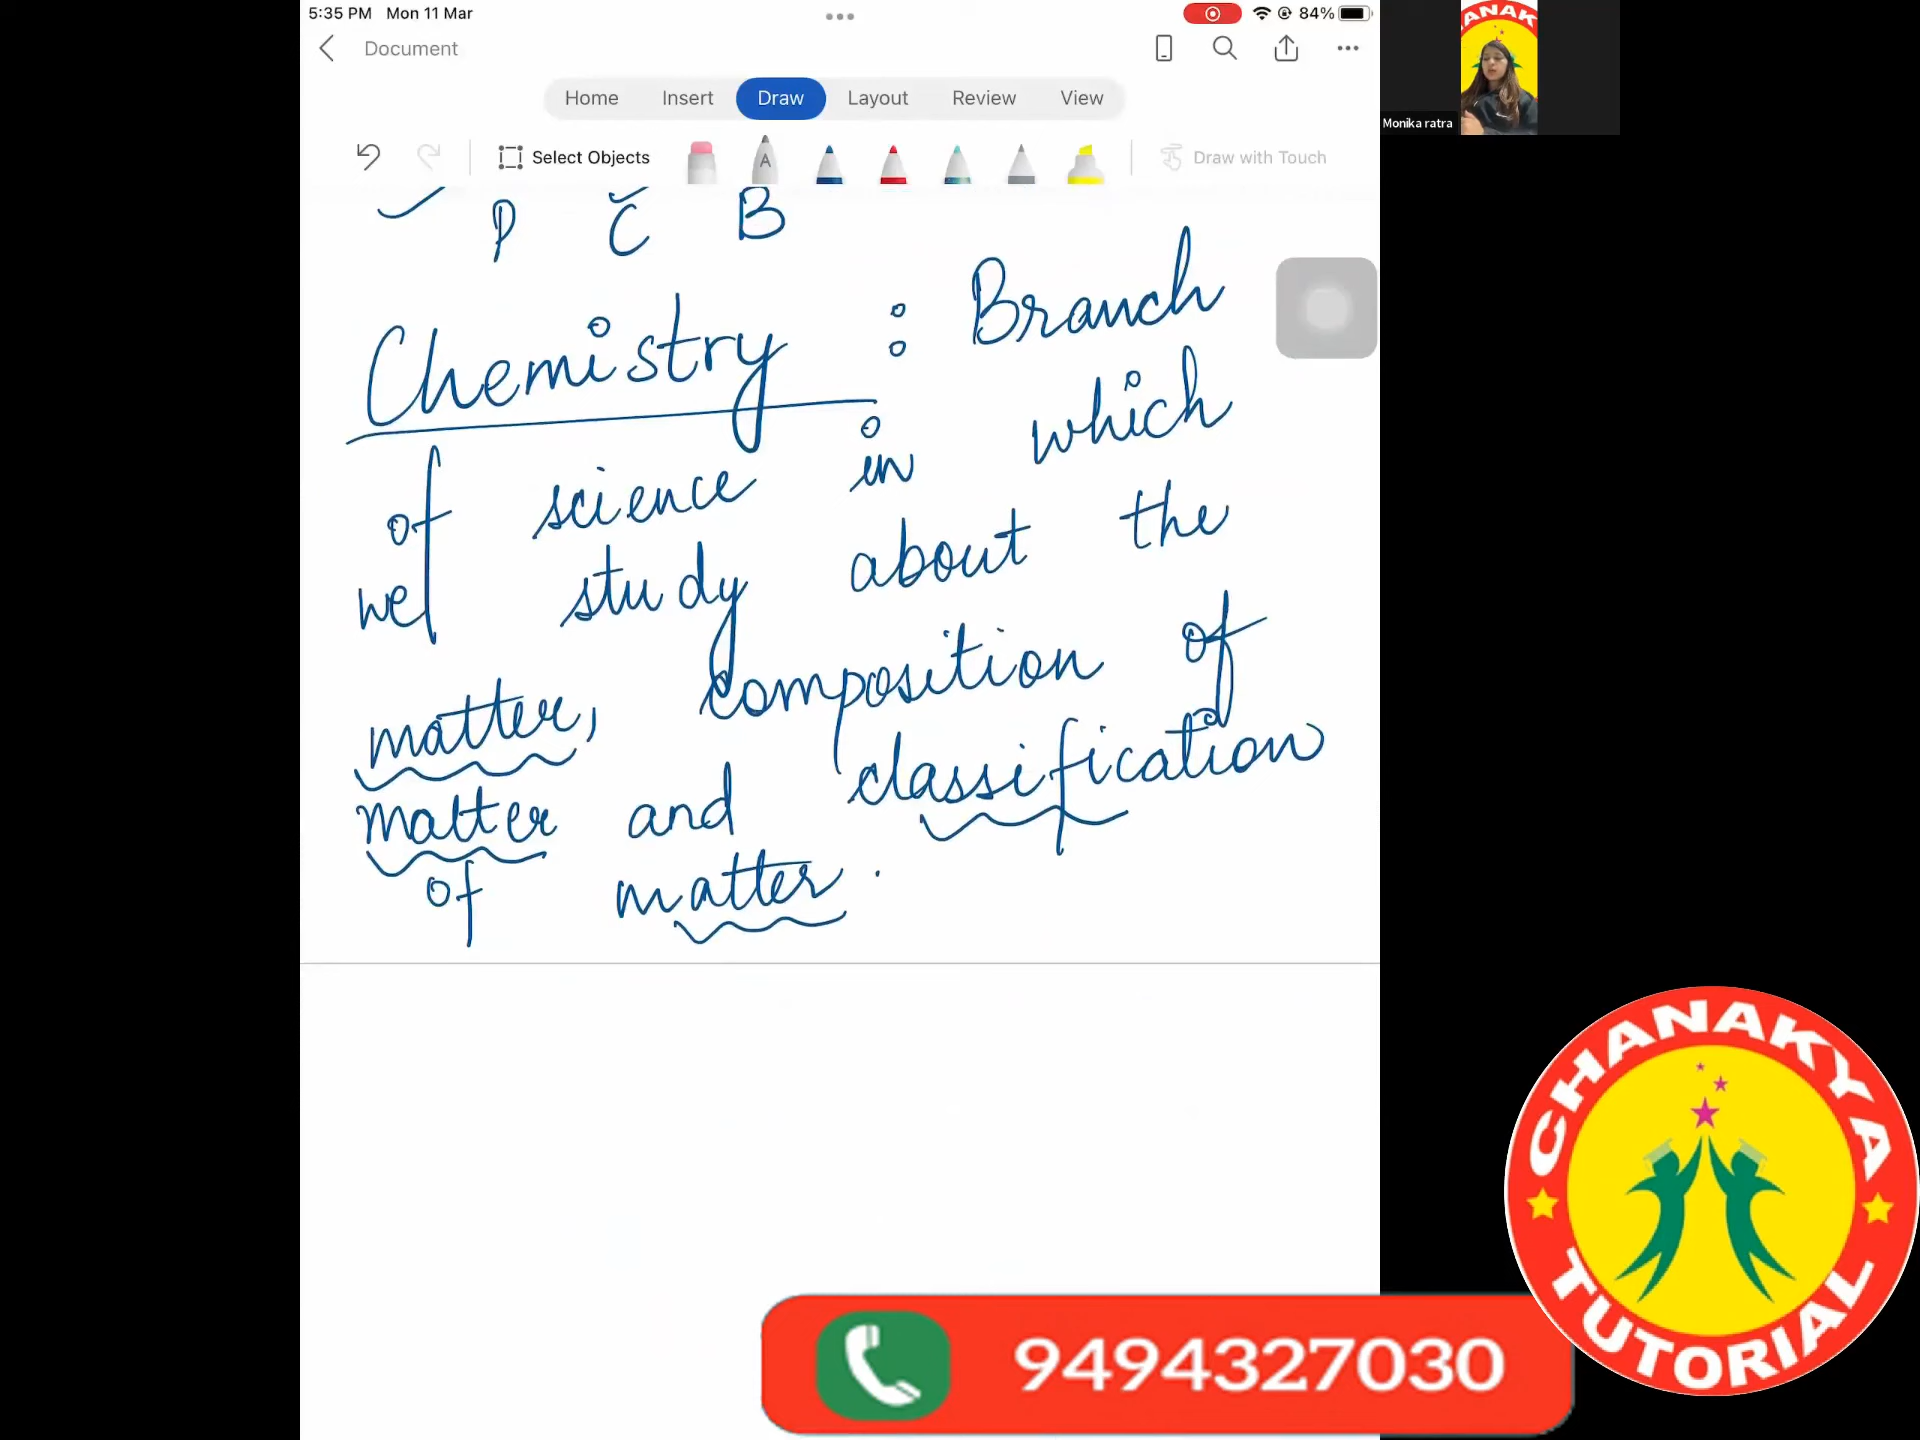 5:35 PM Mon 11 Mar
84%
Document
Home Insert Draw Layout Review View
Select Objects
A
Draw with Touch
P C B
Chemistry : Branch
of science in which
we study about the
matter, composition of
matter and classification
of matter.
ANAK
Monika ratra
CHANAKYA
TUTORIAL
9494327030